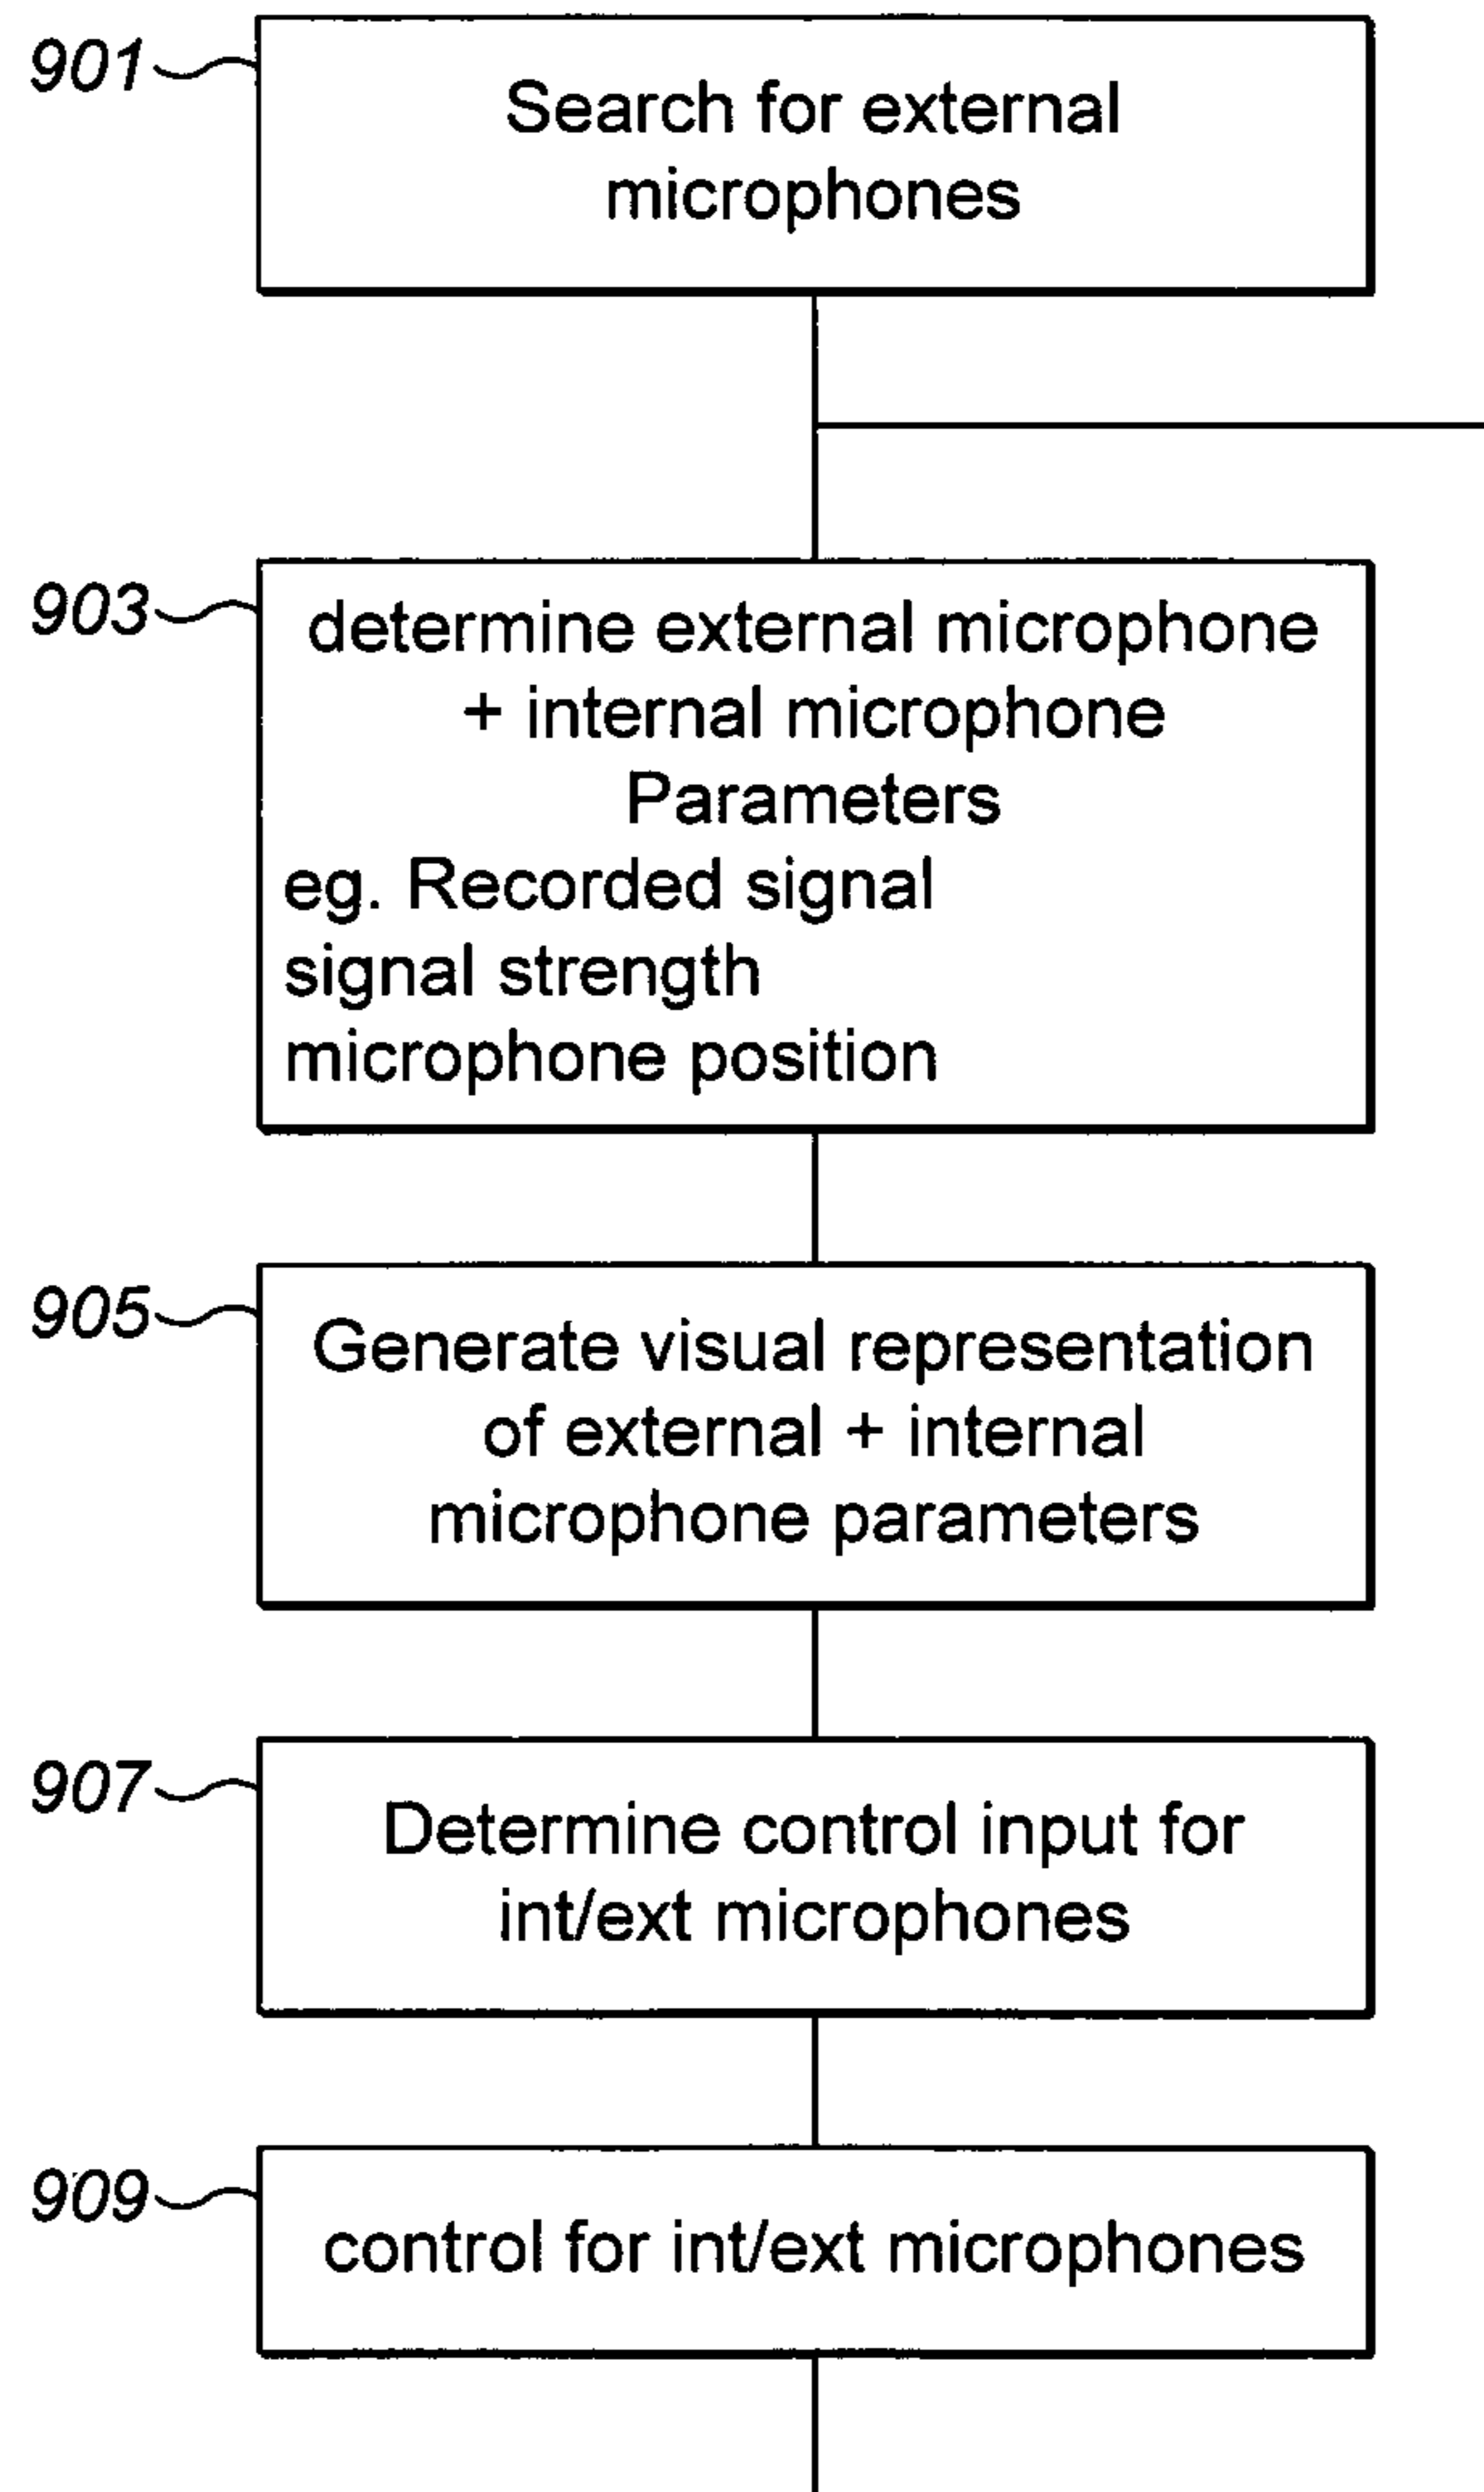 901
Search for external
microphones
903
determine external microphone
+ internal microphone
Parameters
eg. Recorded signal
signal strength
microphone position
905
Generate visual representation
of external + internal
microphone parameters
907
Determine control input for
int/ext microphones
909
control for int/ext microphones